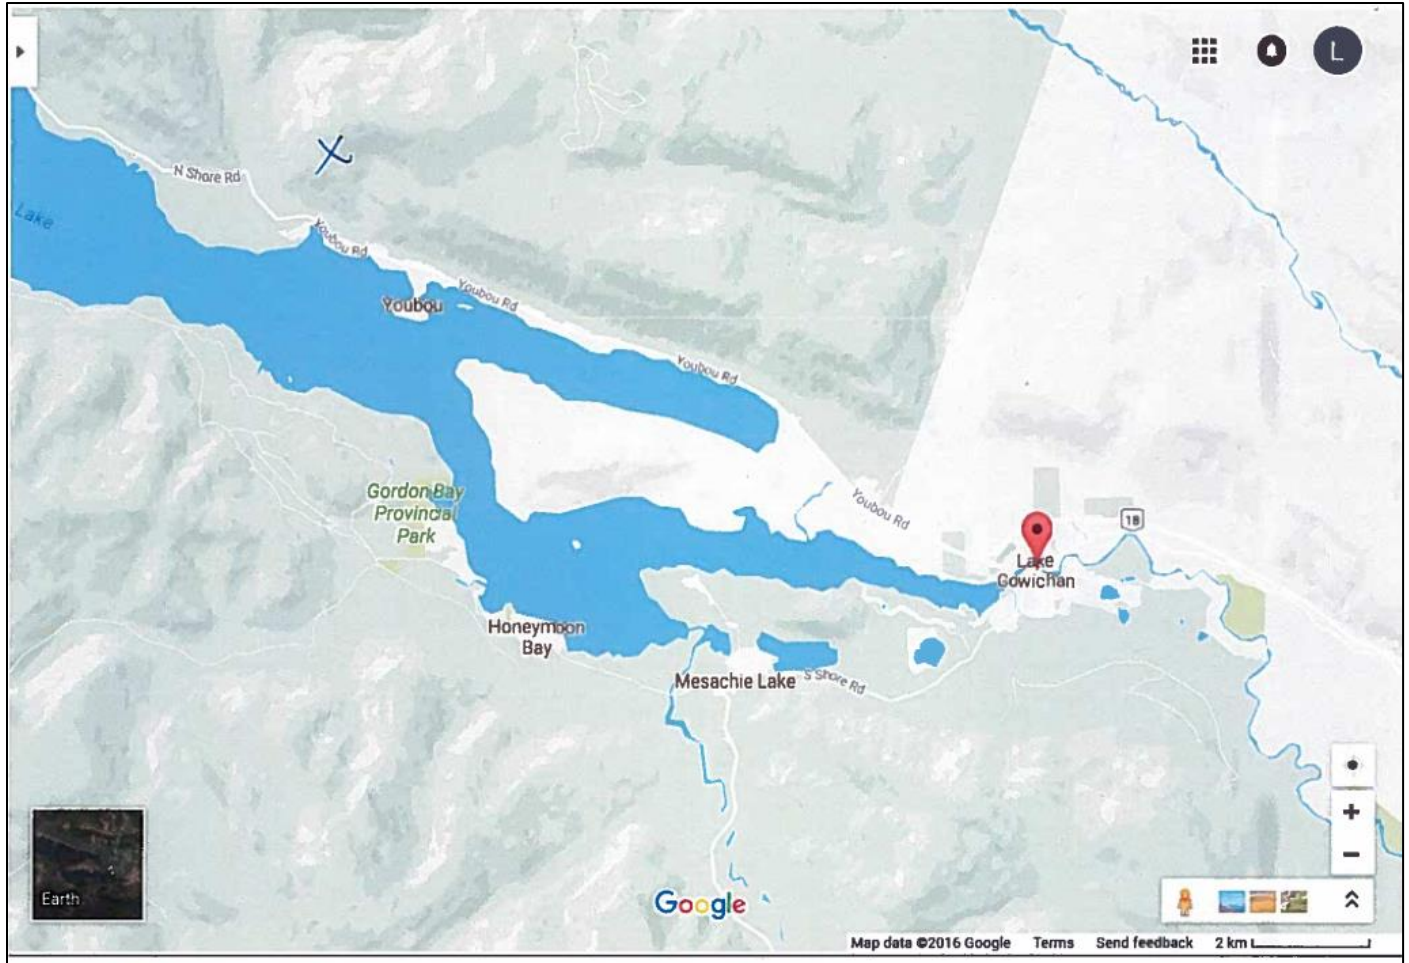 L
N Shore Rd
Lake
Youbou Rd
Youbou
Youbou Rd
Youbou Rd
Gordon Bay
Provincial
Park
Youbou Rd
18
Lake
Cowichan
Honeymoon
Bay
Mesachie Lake
S Shore Rd
Earth
Google
Map data ©2016 Google Terms Send feedback 2 km